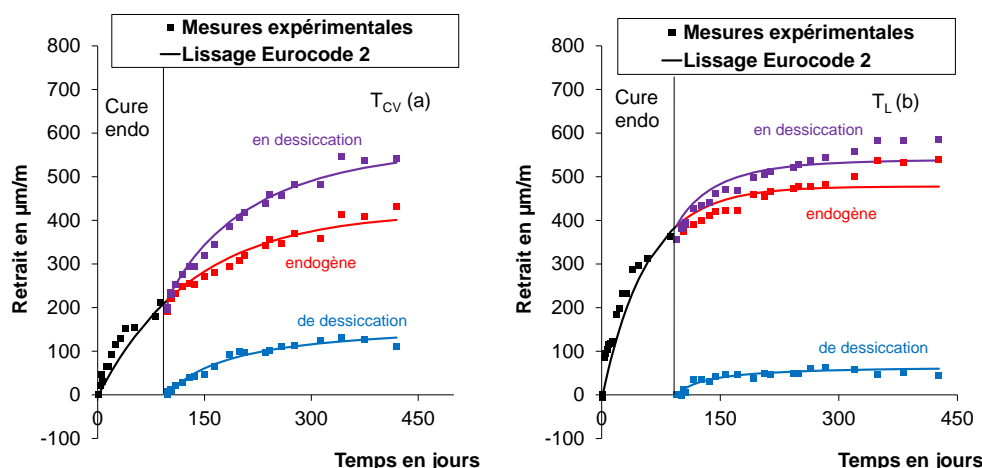 Mesures expérimentales
Lissage Eurocode 2
800
700
600
500
400
300
200
100
0
-100
Retrait en µm/m
Cure
endo
T_CV (a)
en dessiccation
endogène
de dessiccation
0
150
300
450
Temps en jours
Mesures expérimentales
Lissage Eurocode 2
800
700
600
500
400
300
200
100
0
-100
Retrait en µm/m
Cure
endo
T_L (b)
en dessiccation
endogène
de dessiccation
0
150
300
450
Temps en jours